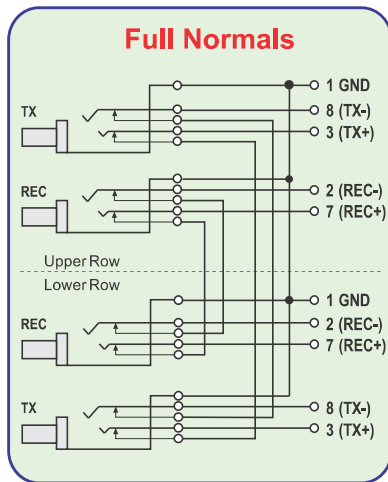 Full Normals
1 GND
TX
8 (TX-)
3 (TX+)
REC
2 (REC-)
7 (REC+)
Upper Row
Lower Row
1 GND
REC
2 (REC-)
7 (REC+)
TX
8 (TX-)
3 (TX+)